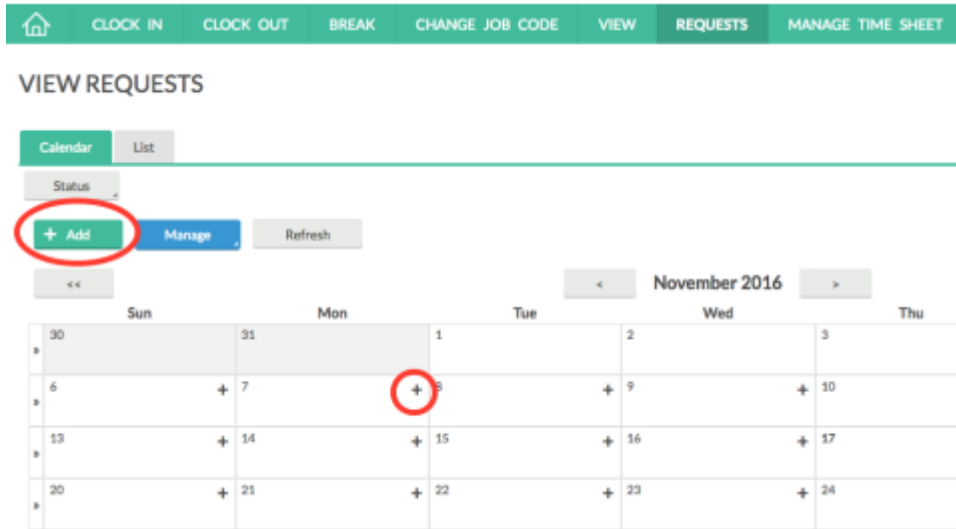 CLOCK IN CLOCK OUT BREAK CHANGE JOB CODE VIEW REQUESTS MANAGE TIME SHEET
VIEW REQUESTS
Calendar List
Status
+ Add Manage Refresh
<< < November 2016 >
Sun Mon Tue Wed Thu
» 30 31 1 2 3
» 6 + 7 + 8 + 9 + 10
» 13 + 14 + 15 + 16 + 17
» 20 + 21 + 22 + 23 + 24